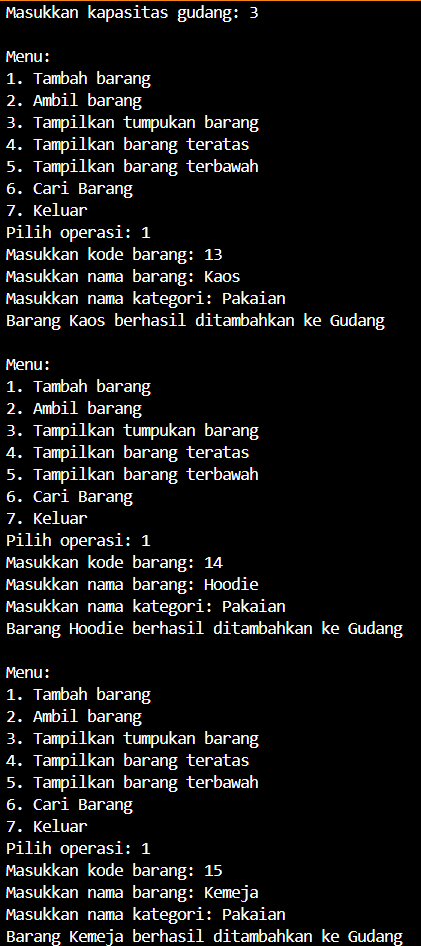 Masukkan kapasitas gudang: 3
Menu:
1. Tambah barang
2. Ambil barang
3. Tampilkan tumpukan barang
4. Tampilkan barang teratas
5. Tampilkan barang terbawah
6. Cari Barang
7. Keluar
Pilih operasi: 1
Masukkan kode barang: 13
Masukkan nama barang: Kaos
Masukkan nama kategori: Pakaian
Barang Kaos berhasil ditambahkan ke Gudang
Menu:
1. Tambah barang
2. Ambil barang
3. Tampilkan tumpukan barang
4. Tampilkan barang teratas
5. Tampilkan barang terbawah
6. Cari Barang
7. Keluar
Pilih operasi: 1
Masukkan kode barang: 14
Masukkan nama barang: Hoodie
Masukkan nama kategori: Pakaian
Barang Hoodie berhasil ditambahkan ke Gudang
Menu:
1. Tambah barang
2. Ambil barang
3. Tampilkan tumpukan barang
4. Tampilkan barang teratas
5. Tampilkan barang terbawah
6. Cari Barang
7. Keluar
Pilih operasi: 1
Masukkan kode barang: 15
Masukkan nama barang: Kemeja
Masukkan nama kategori: Pakaian
Barang Kemeja berhasil ditambahkan ke Gudang